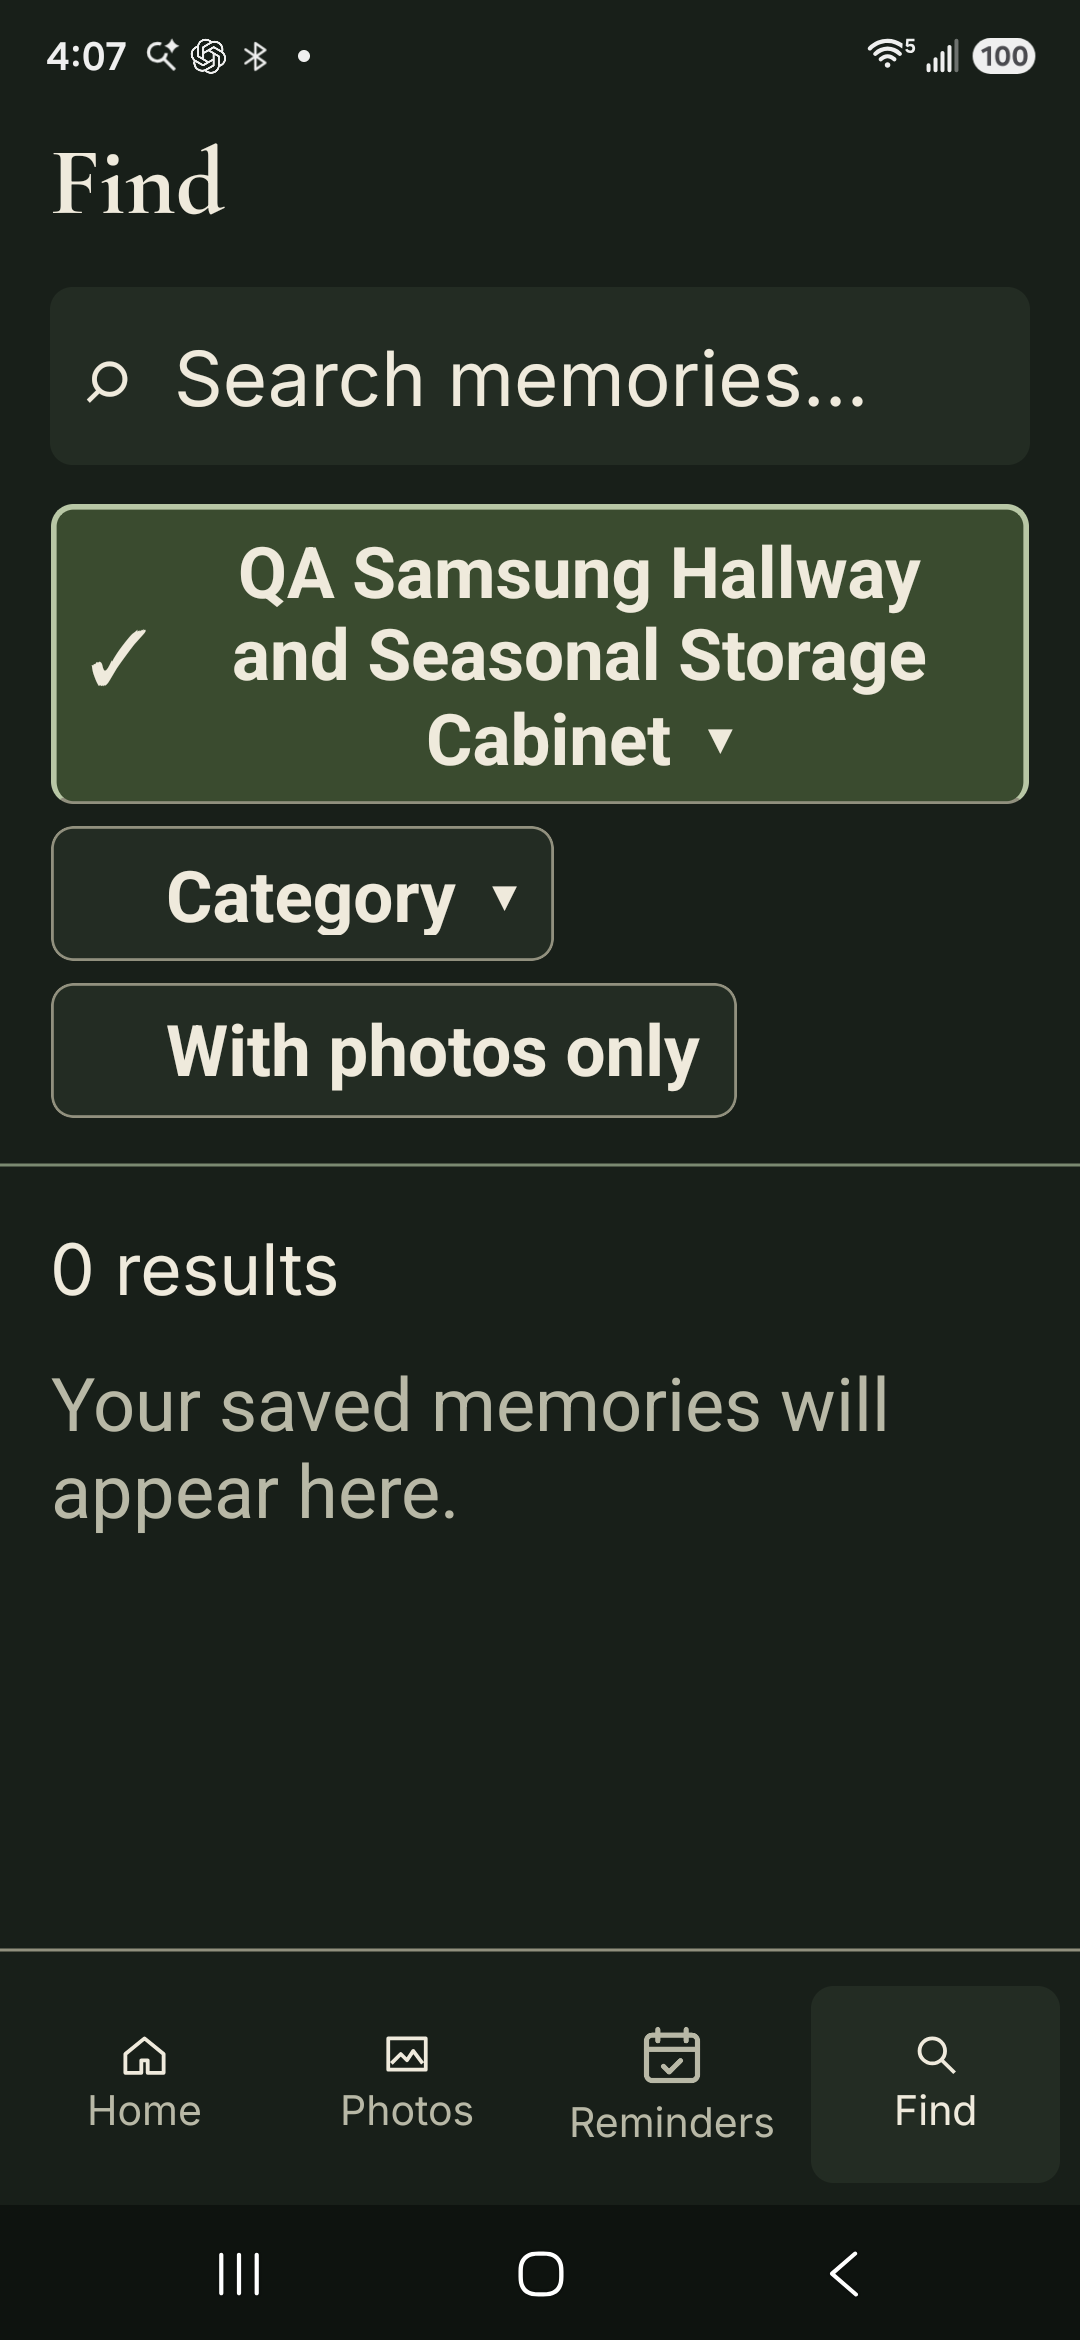 4:07
5
100
Find
Search memories...
✓ QA Samsung Hallway
and Seasonal Storage
Cabinet ▼
Category ▼
With photos only
0 results
Your saved memories will
appear here.
Home
Photos
Reminders
Find